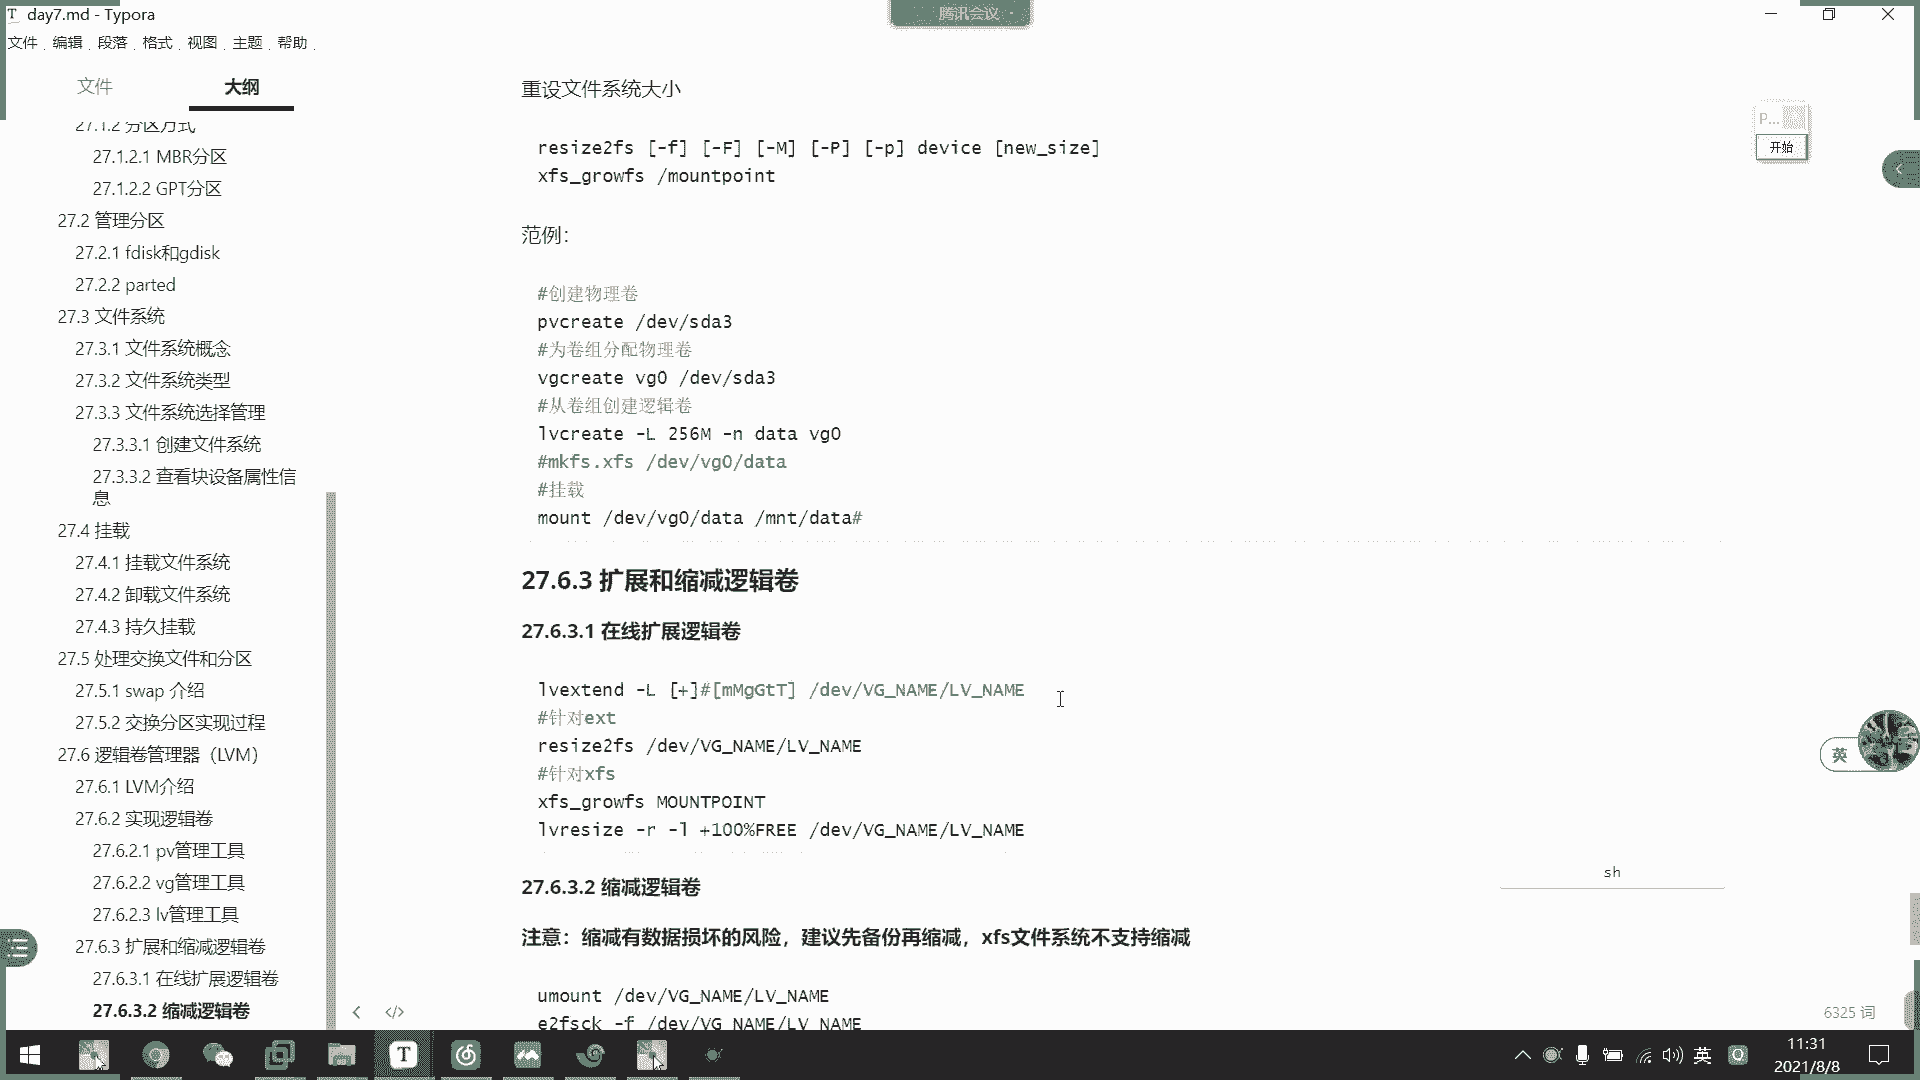 day7.md - Typora
腾讯会议
文件 编辑 段落 格式 视图 主题 帮助
文件 大纲
27.1.2 分区方式
27.1.2.1 MBR分区
27.1.2.2 GPT分区
27.2 管理分区
27.2.1 fdisk和gdisk
27.2.2 parted
27.3 文件系统
27.3.1 文件系统概念
27.3.2 文件系统类型
27.3.3 文件系统选择管理
27.3.3.1 创建文件系统
27.3.3.2 查看块设备属性信
息
27.4 挂载
27.4.1 挂载文件系统
27.4.2 卸载文件系统
27.4.3 持久挂载
27.5 处理交换文件和分区
27.5.1 swap 介绍
27.5.2 交换分区实现过程
27.6 逻辑卷管理器（LVM）
27.6.1 LVM介绍
27.6.2 实现逻辑卷
27.6.2.1 pv管理工具
27.6.2.2 vg管理工具
27.6.2.3 lv管理工具
27.6.3 扩展和缩减逻辑卷
27.6.3.1 在线扩展逻辑卷
27.6.3.2 缩减逻辑卷
重设文件系统大小
resize2fs [-f] [-F] [-M] [-P] [-p] device [new_size]
xfs_growfs /mountpoint
范例：
#创建物理卷
pvcreate /dev/sda3
#为卷组分配物理卷
vgcreate vg0 /dev/sda3
#从卷组创建逻辑卷
lvcreate -L 256M -n data vg0
#mkfs.xfs /dev/vg0/data
#挂载
mount /dev/vg0/data /mnt/data#
27.6.3 扩展和缩减逻辑卷
27.6.3.1 在线扩展逻辑卷
lvextend -L [+]#[mMgGtT] /dev/VG_NAME/LV_NAME
#针对ext
resize2fs /dev/VG_NAME/LV_NAME
#针对xfs
xfs_growfs MOUNTPOINT
lvresize -r -l +100%FREE /dev/VG_NAME/LV_NAME
sh
27.6.3.2 缩减逻辑卷
注意：缩减有数据损坏的风险，建议先备份再缩减，xfs文件系统不支持缩减
umount /dev/VG_NAME/LV_NAME
e2fsck -f /dev/VG_NAME/LV_NAME
P...
开始
英
6325 词
英
11:31
2021/8/8